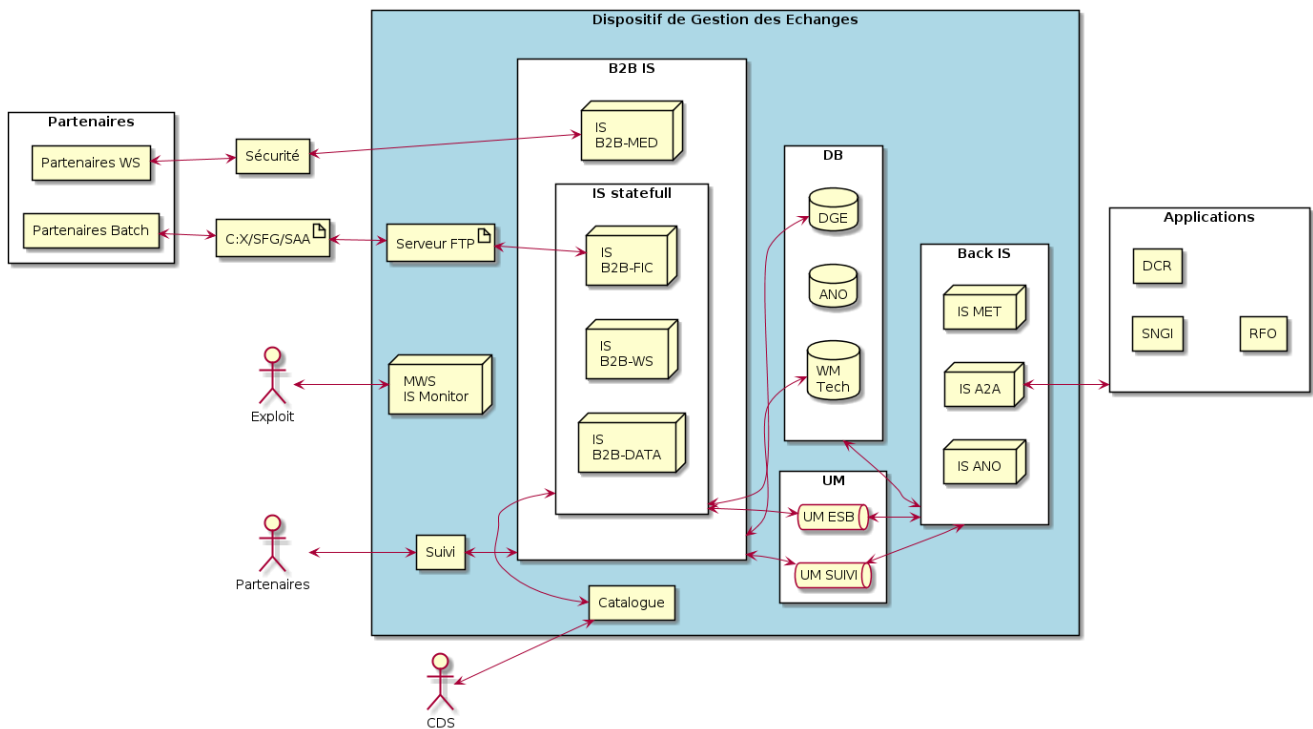 Dispositif de Gestion des Echanges
B2B IS
IS
B2B-MED
Partenaires
Partenaires WS
Sécurité
Partenaires Batch
C:X/SFG/SAA
Serveur FTP
IS statefull
IS
B2B-FIC
IS
B2B-WS
IS
B2B-DATA
DB
DGE
ANO
WM
Tech
Back IS
IS MET
IS A2A
IS ANO
Applications
DCR
SNGI
RFO
MWS
IS Monitor
Exploit
UM
UM ESB
UM SUIVI
Suivi
Partenaires
Catalogue
CDS